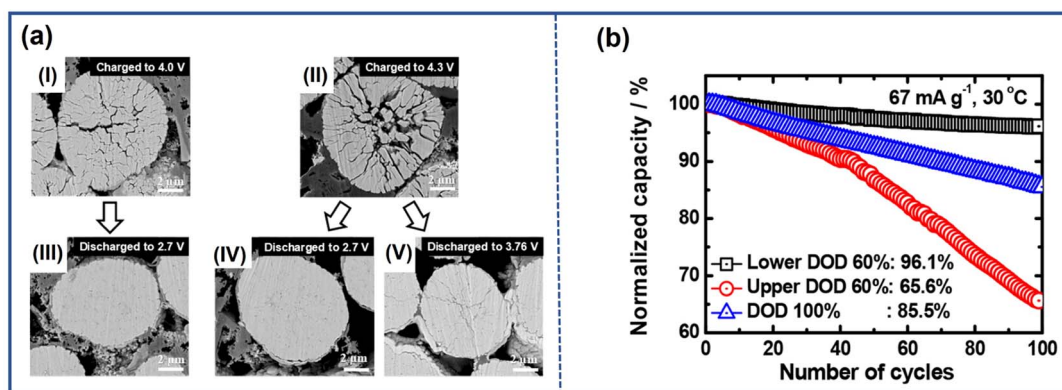 (a)
(I)
Charged to 4.0 V
2 μm
(II)
Charged to 4.3 V
2 μm
(III)
Discharged to 2.7 V
2 μm
(IV)
Discharged to 2.7 V
2 μm
(V)
Discharged to 3.76 V
2 μm
(b)
Normalized capacity / %
100
90
80
70
60
67 mA g⁻¹, 30 °C
Lower DOD 60%: 96.1%
Upper DOD 60%: 65.6%
DOD 100% : 85.5%
0 20 40 60 80 100
Number of cycles